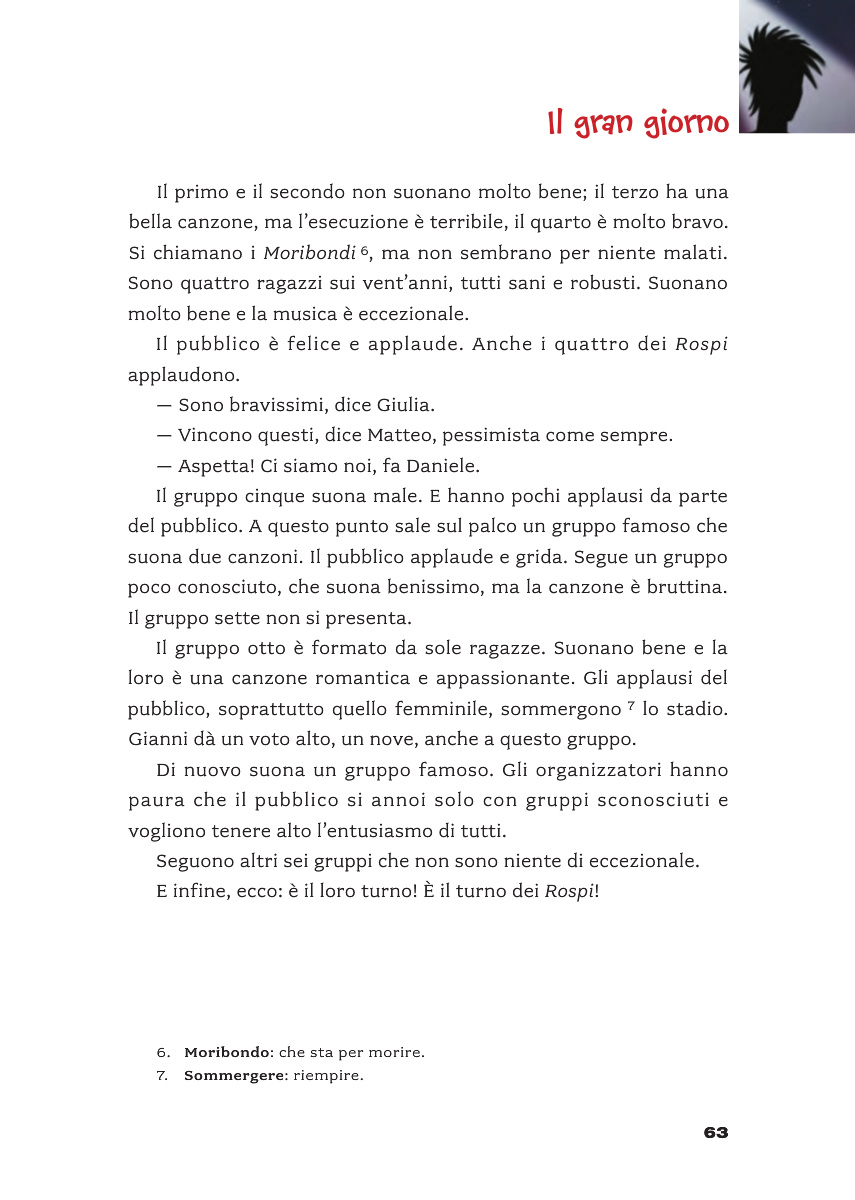 Il gran giorno
Il primo e il secondo non suonano molto bene; il terzo ha una
bella canzone, ma l’esecuzione è terribile, il quarto è molto bravo.
Si chiamano i Moribondi 6, ma non sembrano per niente malati.
Sono quattro ragazzi sui vent’anni, tutti sani e robusti. Suonano
molto bene e la musica è eccezionale.
Il pubblico è felice e applaude. Anche i quattro dei Rospi
applaudono.
— Sono bravissimi, dice Giulia.
— Vincono questi, dice Matteo, pessimista come sempre.
— Aspetta! Ci siamo noi, fa Daniele.
Il gruppo cinque suona male. E hanno pochi applausi da parte
del pubblico. A questo punto sale sul palco un gruppo famoso che
suona due canzoni. Il pubblico applaude e grida. Segue un gruppo
poco conosciuto, che suona benissimo, ma la canzone è bruttina.
Il gruppo sette non si presenta.
Il gruppo otto è formato da sole ragazze. Suonano bene e la
loro è una canzone romantica e appassionante. Gli applausi del
pubblico, soprattutto quello femminile, sommergono 7 lo stadio.
Gianni dà un voto alto, un nove, anche a questo gruppo.
Di nuovo suona un gruppo famoso. Gli organizzatori hanno
paura che il pubblico si annoi solo con gruppi sconosciuti e
vogliono tenere alto l’entusiasmo di tutti.
Seguono altri sei gruppi che non sono niente di eccezionale.
E infine, ecco: è il loro turno! È il turno dei Rospi!
6. Moribondo: che sta per morire.
7. Sommergere: riempire.
63